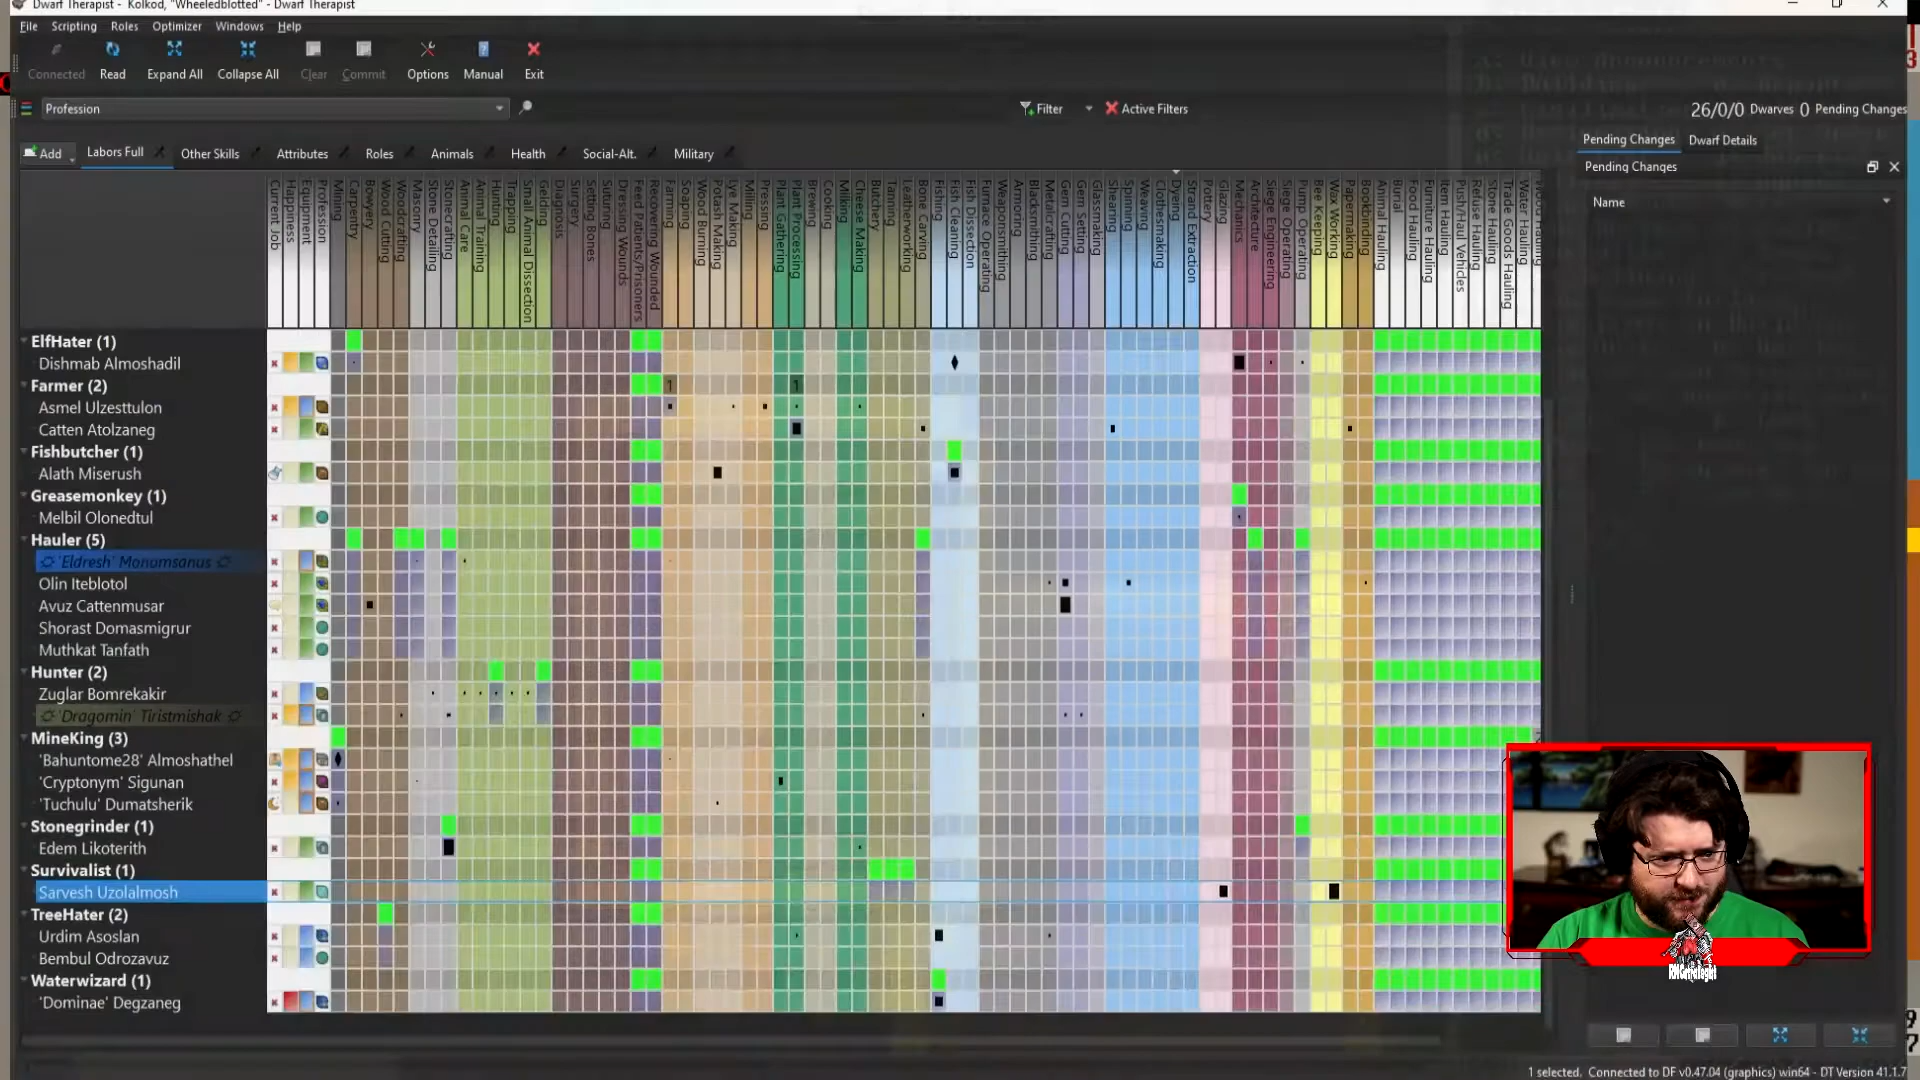 Dwarf Therapist - Kolkod, "Wheeledblotted" - Dwarf Therapist
File Scripting Roles Optimizer Windows Help
Connected Read Expand All Collapse All Clear Commit Options Manual Exit
Profession Filter Active Filters 26/0/0 Dwarves 0 Pending Changes
Add Labors Full Other Skills Attributes Roles Animals Health Social-Alt. Military
Pending Changes Dwarf Details
Pending Changes
Name
Current Job
Happiness
Equipment
Profession
Mining
Carpentry
Bowyery
Wood Cutting
Woodcrafting
Masonry
Stone Detailing
Stonecrafting
Animal Care
Animal Training
Hunting
Trapping
Small Animal Dissection
Gelding
Diagnosis
Surgery
Setting Bones
Suturing
Dressing Wounds
Feed Patients/Prisoners
Recovering Wounded
Farming
Soaping
Wood Burning
Potash Making
Lye Making
Milling
Pressing
Plant Gathering
Plant Processing
Brewing
Cooking
Milking
Cheese Making
Butchery
Tanning
Leatherworking
Bone Carving
Fishing
Fish Cleaning
Fish Dissection
Furnace Operating
Weaponsmithing
Armoring
Blacksmithing
Metalcrafting
Gem Cutting
Gem Setting
Glassmaking
Shearing
Spinning
Weaving
Clothesmaking
Dyeing
Strand Extraction
Pottery
Glazing
Mechanics
Architecture
Siege Engineering
Siege Operating
Pump Operating
Bee Keeping
Wax Working
Papermaking
Bookbinding
Animal Hauling
Burial
Food Hauling
Furniture Hauling
Item Hauling
Push/Haul Vehicles
Refuse Hauling
Stone Hauling
Trade Goods Hauling
Water Hauling
ElfHater (1)
Dishmab Almoshadil
Farmer (2) 1 1
Asmel Ulzesttulon
Catten Atolzaneg
Fishbutcher (1)
Alath Miserush
Greasemonkey (1)
Melbil Olonedtul
Hauler (5)
'Eldresh' Monumsanus
Olin Iteblotol
Avuz Cattenmusar
Shorast Domasmigrur
Muthkat Tanfath
Hunter (2)
Zuglar Bomrekakir
'Dragomin' Tiristmishak
MineKing (3)
'Bahuntome28' Almoshathel
'Cryptonym' Sigunan
'Tuchulu' Dumatsherik
Stonegrinder (1)
Edem Likoterith
Survivalist (1)
Sarvesh Uzolalmosh
TreeHater (2)
Urdim Asoslan
Bembul Odrozavuz
Waterwizard (1)
'Dominae' Degzaneg
1 selected. Connected to DF v0.47.04 (graphics) win64 - DT Version 41.1.7